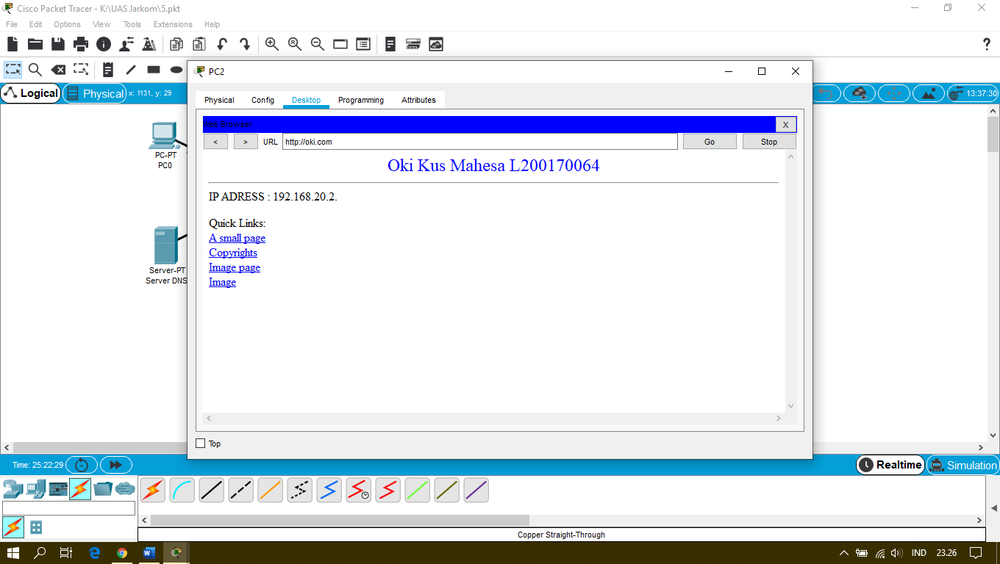 Cisco Packet Tracer - K:\UAS Jarkom\5.pkt
File Edit Options View Tools Extensions Help
?
PC2
Logical Physical x: 1131, y: 29
13:37:30
Physical Config Desktop Programming Attributes
Web Browser X
< > URL http://oki.com Go Stop
Oki Kus Mahesa L200170064
IP ADRESS : 192.168.20.2.
Quick Links:
A small page
Copyrights
Image page
Image
PC-PT
PC0
Server-PT
Server DNS
Top
Time: 25:22:29
Realtime Simulation
Copper Straight-Through
IND 23.26